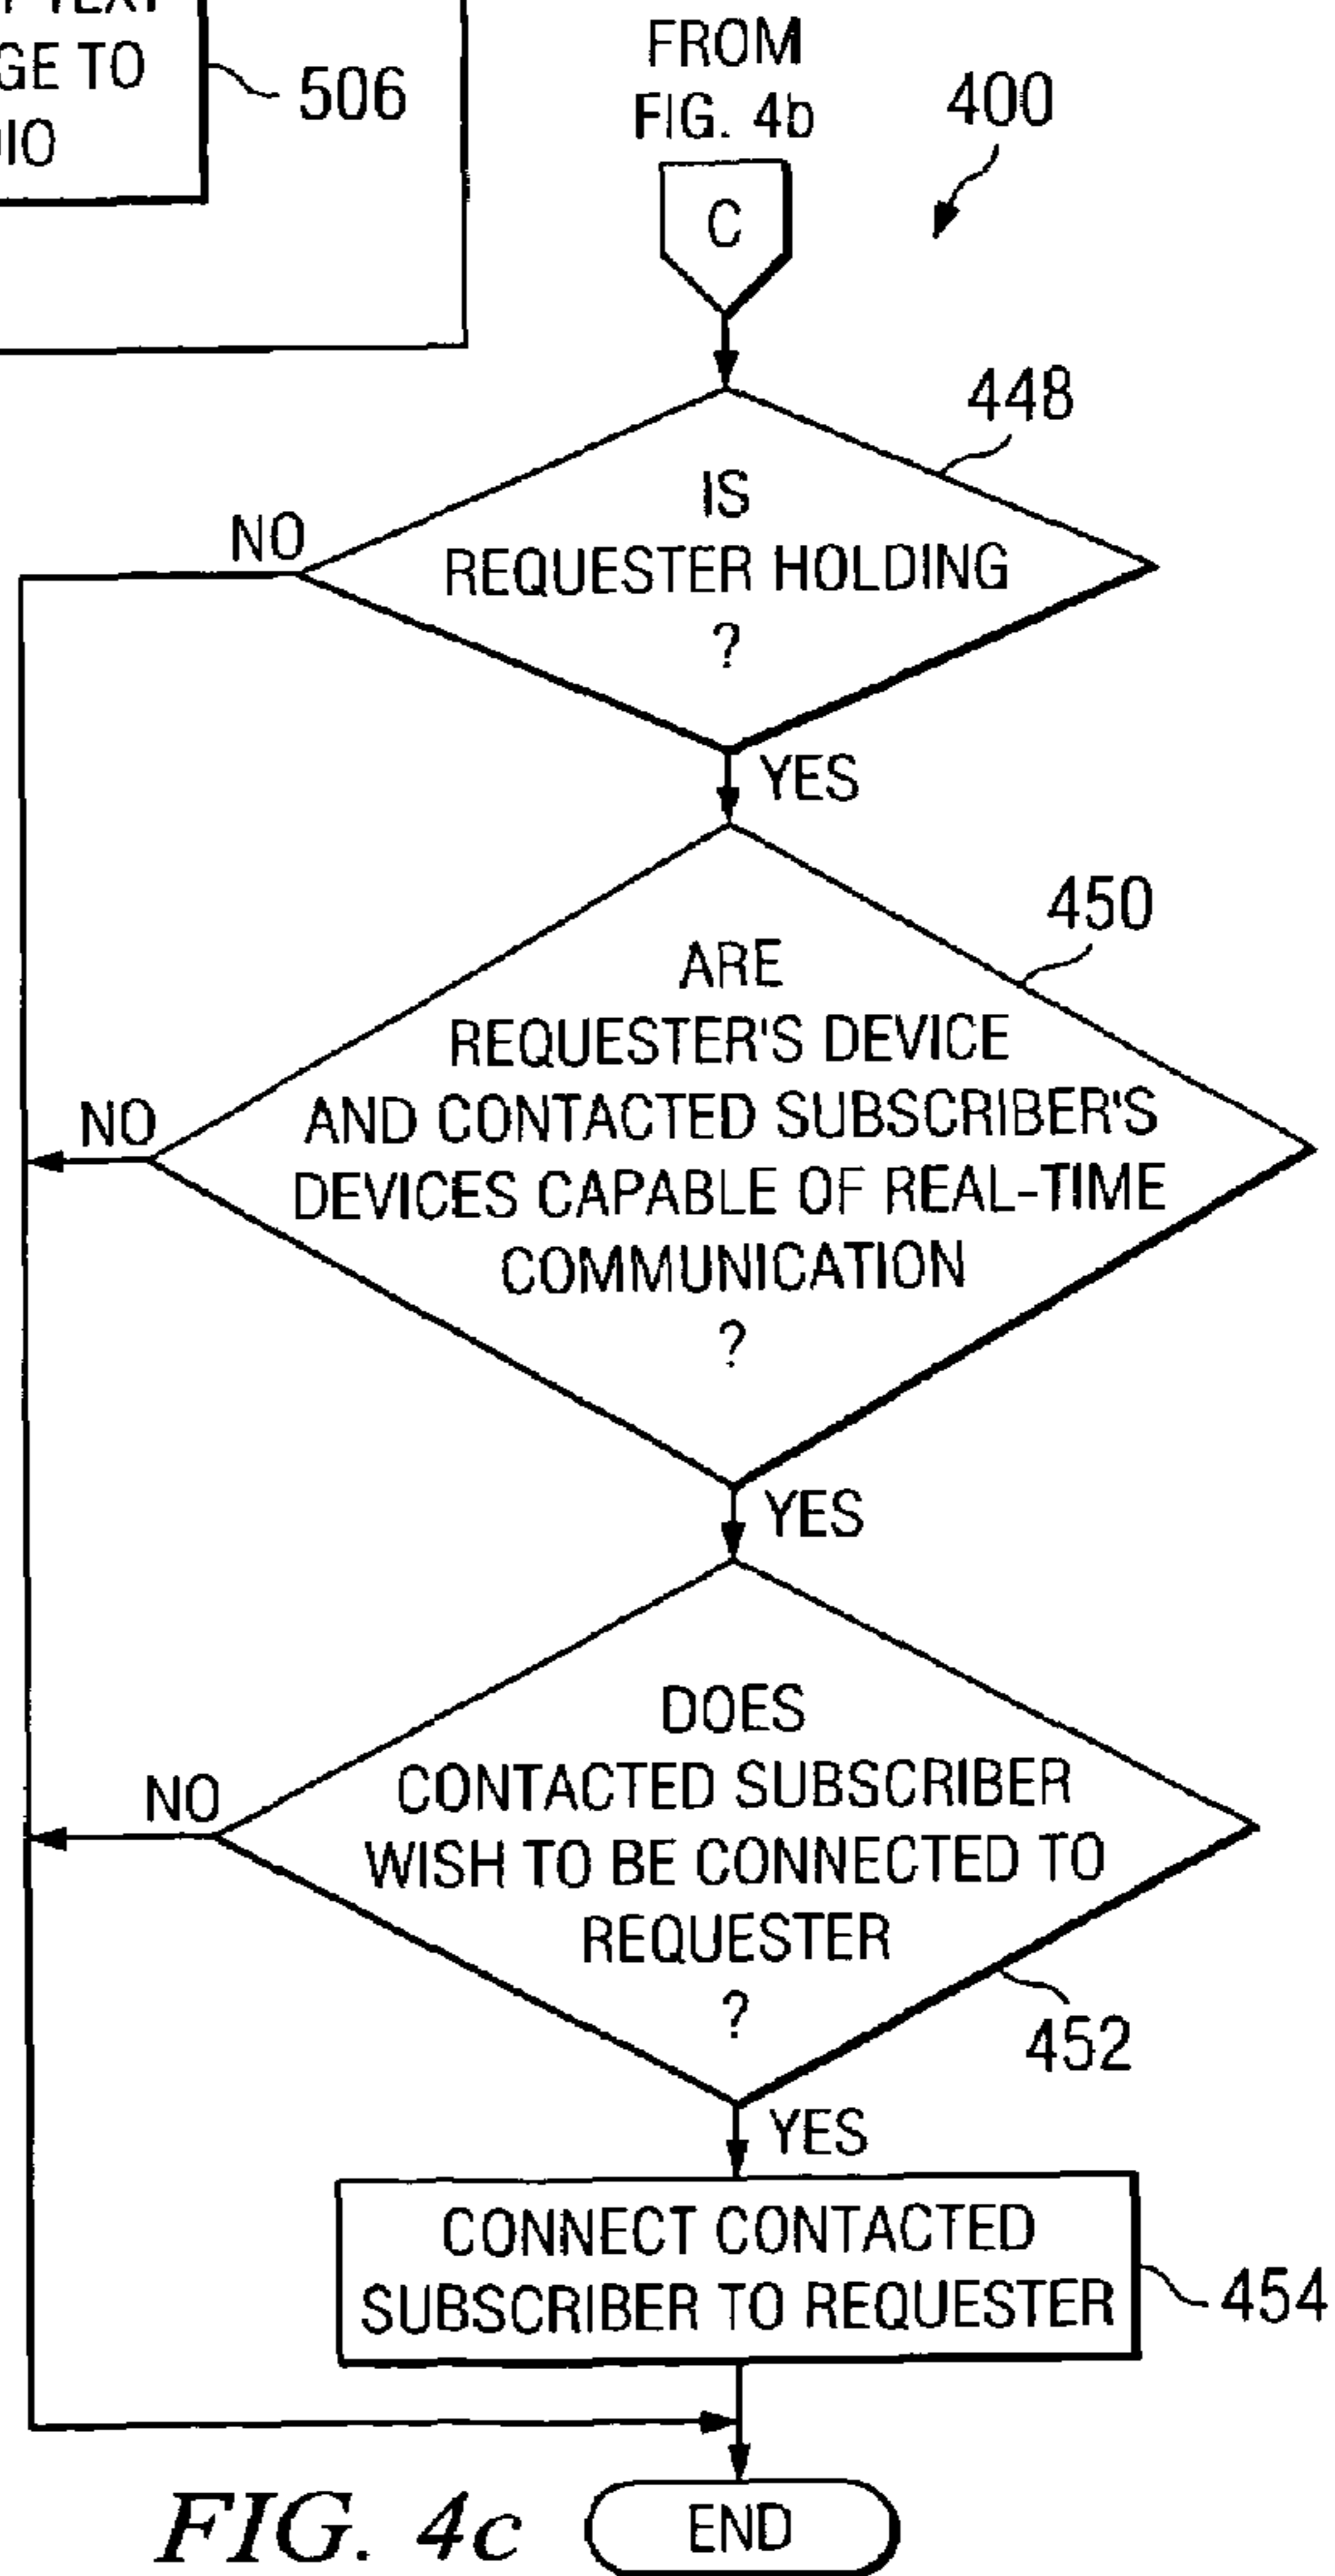 GE TO
506
FROM
FIG. 4b
400
C
448
IS
REQUESTER HOLDING
?
NO
YES
450
ARE
REQUESTER'S DEVICE
AND CONTACTED SUBSCRIBER'S
DEVICES CAPABLE OF REAL-TIME
COMMUNICATION
?
NO
YES
DOES
CONTACTED SUBSCRIBER
WISH TO BE CONNECTED TO
REQUESTER
?
NO
452
YES
CONNECT CONTACTED
SUBSCRIBER TO REQUESTER
454
END
FIG. 4c